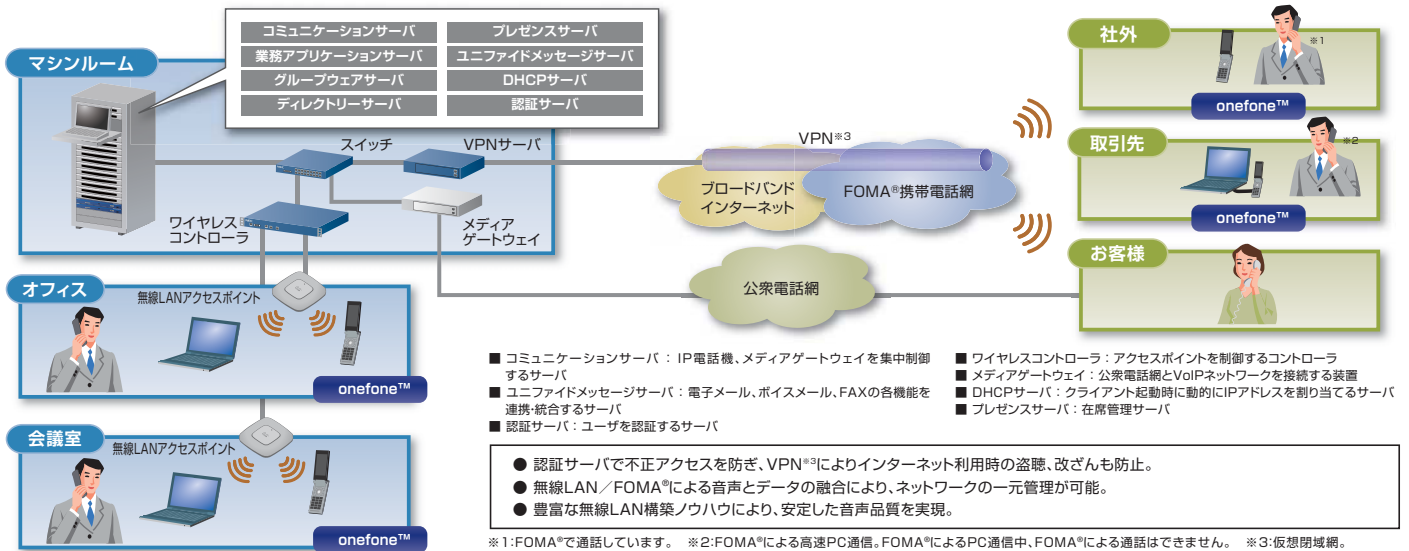 コミュニケーションサーバ
プレゼンスサーバ
業務アプリケーションサーバ
ユニファイドメッセージサーバ
グループウェアサーバ
DHCPサーバ
ディレクトリーサーバ
認証サーバ
マシンルーム
スイッチ
VPNサーバ
ワイヤレス
コントローラ
メディア
ゲートウェイ
VPN※3
ブロードバンド
インターネット
FOMA®携帯電話網
公衆電話網
社外
※1
onefone™
取引先
※2
onefone™
お客様
オフィス
無線LANアクセスポイント
onefone™
会議室
無線LANアクセスポイント
onefone™
■ コミュニケーションサーバ：IP電話機、メディアゲートウェイを集中制御
するサーバ
■ ユニファイドメッセージサーバ：電子メール、ボイスメール、FAXの各機能を
連携・統合するサーバ
■ 認証サーバ：ユーザを認証するサーバ
■ ワイヤレスコントローラ：アクセスポイントを制御するコントローラ
■ メディアゲートウェイ：公衆電話網とVoIPネットワークを接続する装置
■ DHCPサーバ：クライアント起動時に動的にIPアドレスを割り当てるサーバ
■ プレゼンスサーバ：在席管理サーバ
● 認証サーバで不正アクセスを防ぎ、VPN※3によりインターネット利用時の盗聴、改ざんも防止。
● 無線LAN／FOMA®による音声とデータの融合により、ネットワークの一元管理が可能。
● 豊富な無線LAN構築ノウハウにより、安定した音声品質を実現。
※1:FOMA®で通話しています。 ※2:FOMA®による高速PC通信。FOMA®によるPC通信中、FOMA®による通話はできません。 ※3:仮想閉域網。